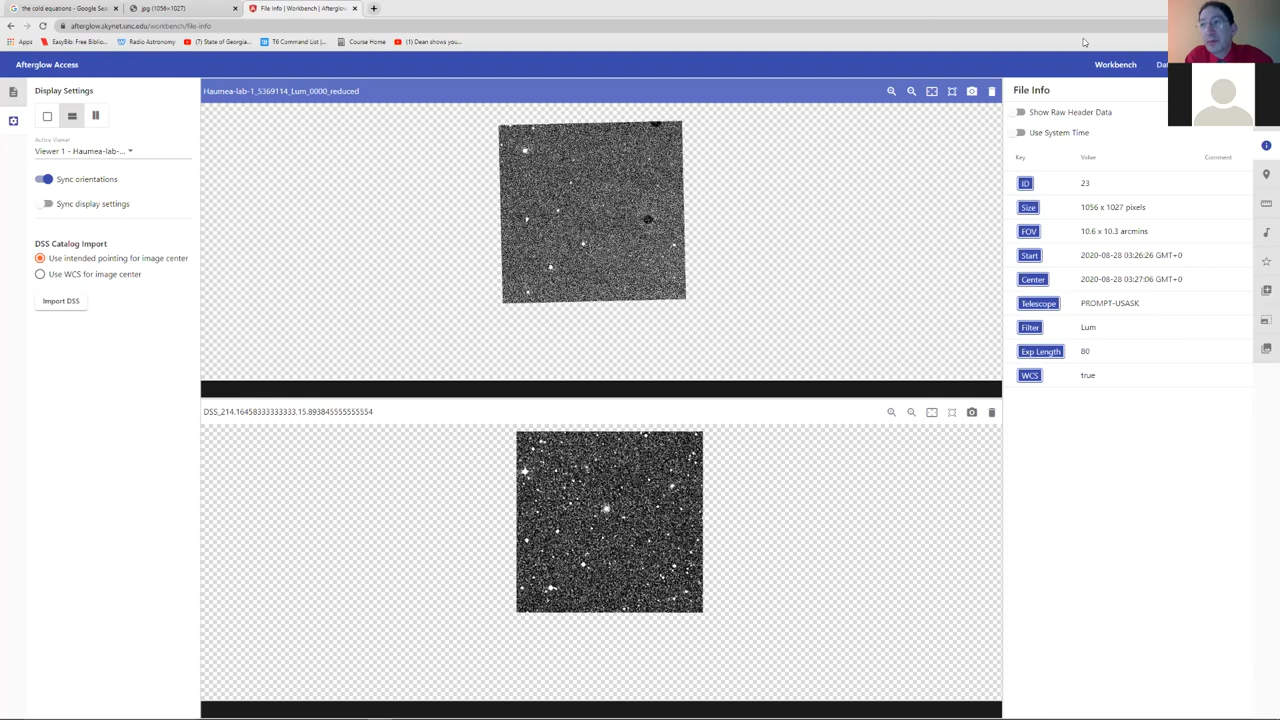 the cold equations - Google Sea
jpg (1056×1027)
File Info | Workbench | Afterglow
afterglow.skynet.unc.edu/workbench/file-info
Apps
EasyBib: Free Biblio...
Radio Astronomy
(7) State of Georgia...
T6 Command List |...
Course Home
(1) Dean shows you...
Afterglow Access
Workbench
Display Settings
Active Viewer
Viewer 1 - Haumea-lab-...
Sync orientations
Sync display settings
DSS Catalog Import
Use intended pointing for image center
Use WCS for image center
Import DSS
Haumea-lab-1_5369114_Lum_0000_reduced
DSS_214.16458333333333,15.893845555555554
File Info
Show Raw Header Data
Use System Time
Key Value Comment
ID 23
Size 1056 x 1027 pixels
FOV 10.6 x 10.3 arcmins
Start 2020-08-28 03:26:26 GMT+0
Center 2020-08-28 03:27:06 GMT+0
Telescope PROMPT-USASK
Filter Lum
Exp Length 80
WCS true